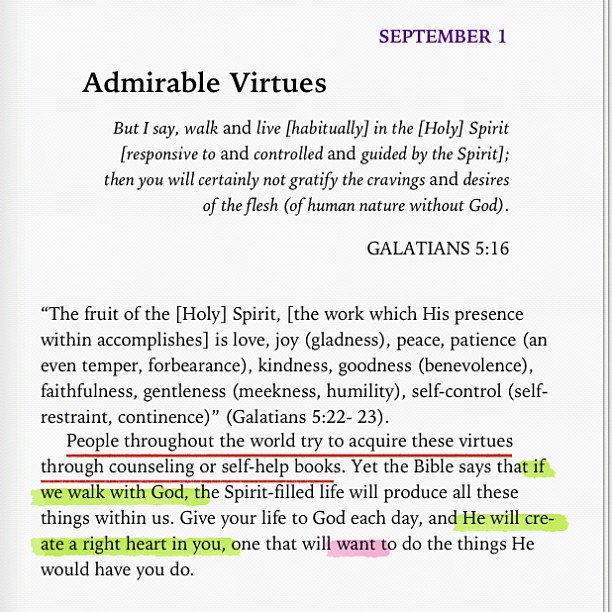 SEPTEMBER 1
Admirable Virtues
But I say, walk and live [habitually] in the [Holy] Spirit
[responsive to and controlled and guided by the Spirit];
then you will certainly not gratify the cravings and desires
of the flesh (of human nature without God).
GALATIANS 5:16
“The fruit of the [Holy] Spirit, [the work which His presence
within accomplishes] is love, joy (gladness), peace, patience (an
even temper, forbearance), kindness, goodness (benevolence),
faithfulness, gentleness (meekness, humility), self-control (self-
restraint, continence)” (Galatians 5:22- 23).
People throughout the world try to acquire these virtues
through counseling or self-help books. Yet the Bible says that if
we walk with God, the Spirit-filled life will produce all these
things within us. Give your life to God each day, and He will cre-
ate a right heart in you, one that will want to do the things He
would have you do.